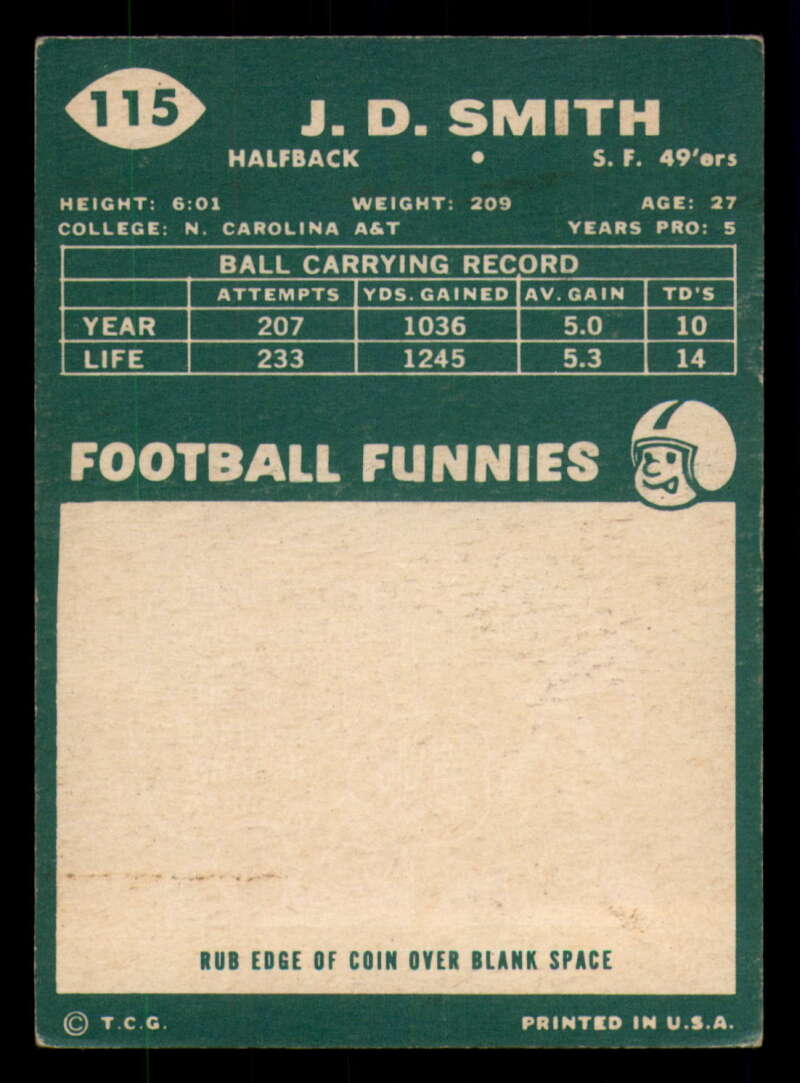 115
J. D. SMITH
HALFBACK • S. F. 49'ers
HEIGHT: 6:01 WEIGHT: 209 AGE: 27
COLLEGE: N. CAROLINA A&T YEARS PRO: 5
BALL CARRYING RECORD
ATTEMPTS YDS. GAINED AV. GAIN TD'S
YEAR 207 1036 5.0 10
LIFE 233 1245 5.3 14
FOOTBALL FUNNIES
RUB EDGE OF COIN OVER BLANK SPACE
© T.C.G. PRINTED IN U.S.A.